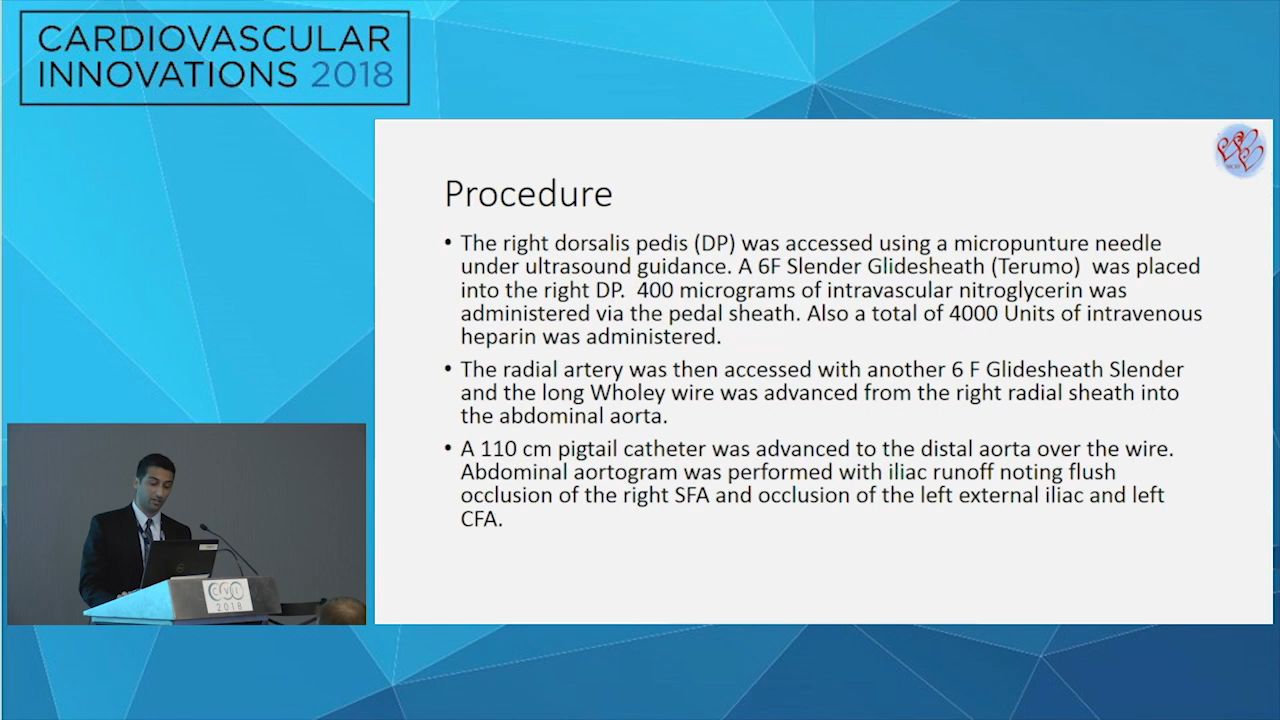 CARDIOVASCULAR
INNOVATIONS 2018
Procedure
• The right dorsalis pedis (DP) was accessed using a micropunture needle
under ultrasound guidance. A 6F Slender Glidesheath (Terumo) was placed
into the right DP. 400 micrograms of intravascular nitroglycerin was
administered via the pedal sheath. Also a total of 4000 Units of intravenous
heparin was administered.
• The radial artery was then accessed with another 6 F Glidesheath Slender
and the long Wholey wire was advanced from the right radial sheath into
the abdominal aorta.
• A 110 cm pigtail catheter was advanced to the distal aorta over the wire.
Abdominal aortogram was performed with iliac runoff noting flush
occlusion of the right SFA and occlusion of the left external iliac and left
CFA.
CVI
2018